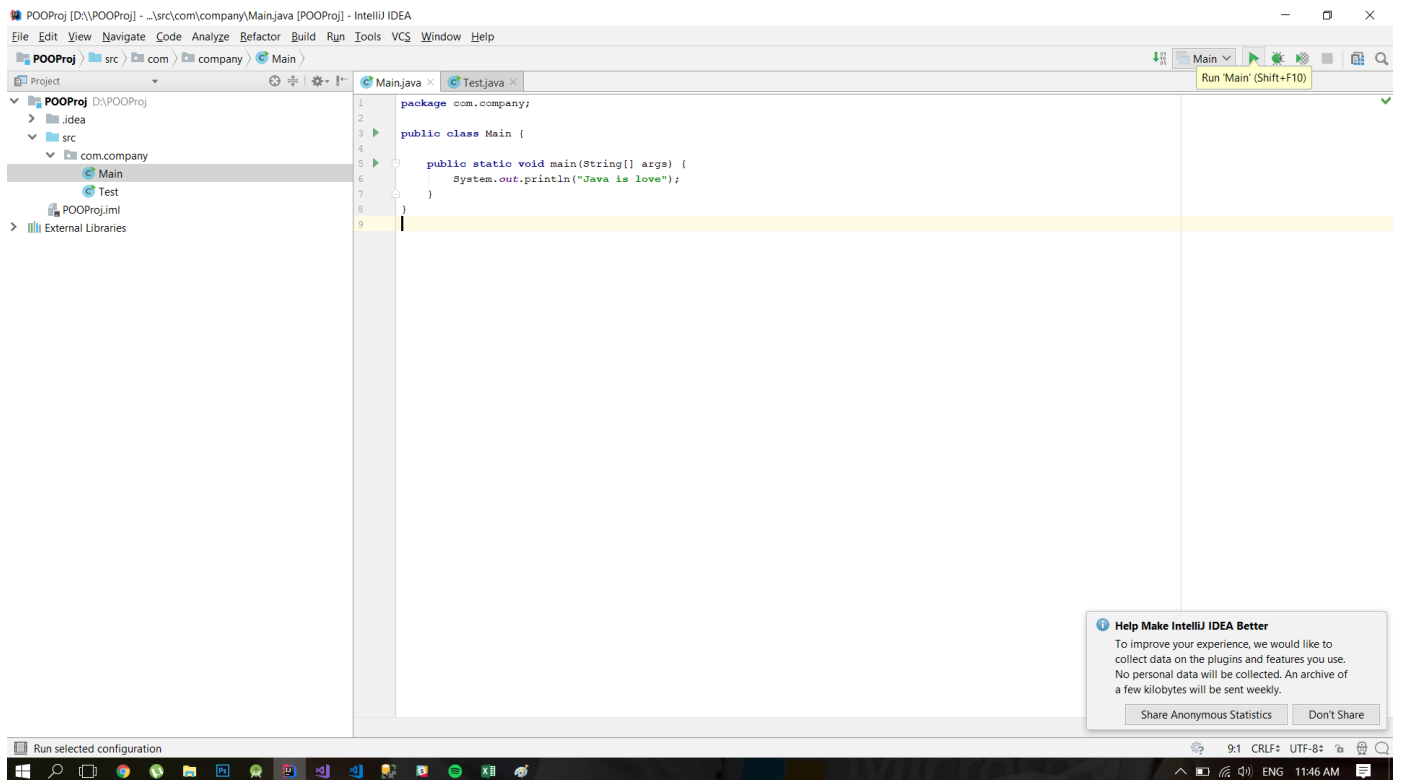 POOProj [D:\\POOProj] - ...\src\com\company\Main.java [POOProj] - IntelliJ IDEA
File Edit View Navigate Code Analyze Refactor Build Run Tools VCS Window Help
POOProj src com company Main
Main
Run 'Main' (Shift+F10)
Project
Main.java Test.java
POOProj D:\POOProj
.idea
src
com.company
Main
Test
POOProj.iml
External Libraries
1 package com.company;
2
3 public class Main {
4
5 public static void main(String[] args) {
6 System.out.println("Java is love");
7 }
8 }
9
Help Make IntelliJ IDEA Better
To improve your experience, we would like to
collect data on the plugins and features you use.
No personal data will be collected. An archive of
a few kilobytes will be sent weekly.
Share Anonymous Statistics Don't Share
Run selected configuration
9:1 CRLF UTF-8
ENG 11:46 AM